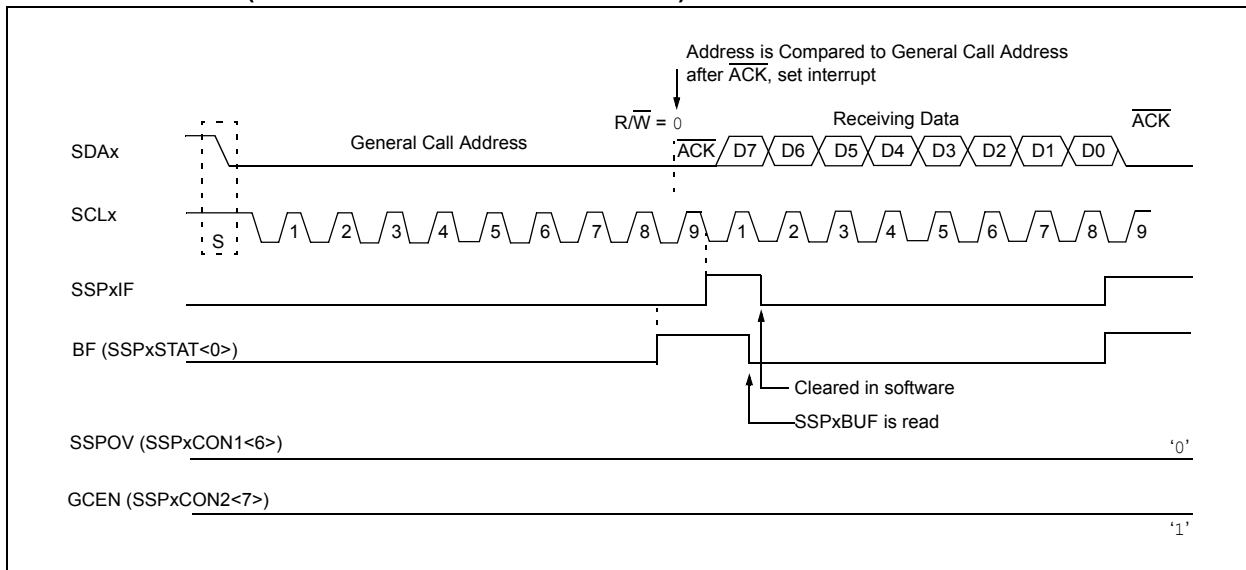 Address is Compared to General Call Address
after ACK, set interrupt
R/W = 0
Receiving Data
ACK
SDAx
General Call Address
ACK D7 D6 D5 D4 D3 D2 D1 D0
SCLx
S
1 2 3 4 5 6 7 8 9 1 2 3 4 5 6 7 8 9
SSPxIF
BF (SSPxSTAT<0>)
Cleared in software
SSPxBUF is read
SSPOV (SSPxCON1<6>)
‘0’
GCEN (SSPxCON2<7>)
‘1’